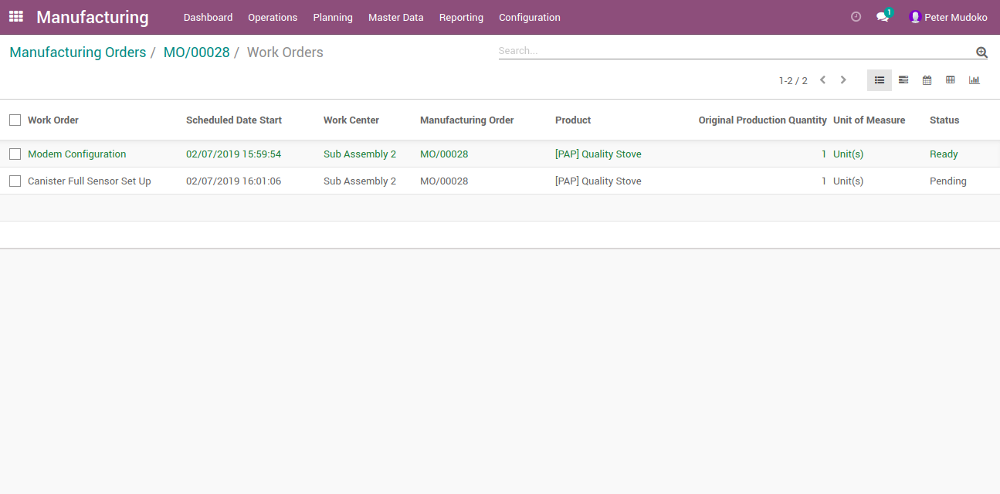 Manufacturing Dashboard Operations Planning Master Data Reporting Configuration 1 Peter Mudoko
Manufacturing Orders / MO/00028 / Work Orders Search...
1-2 / 2
Work Order Scheduled Date Start Work Center Manufacturing Order Product Original Production Quantity Unit of Measure Status
Modem Configuration 02/07/2019 15:59:54 Sub Assembly 2 MO/00028 [PAP] Quality Stove 1 Unit(s) Ready
Canister Full Sensor Set Up 02/07/2019 16:01:06 Sub Assembly 2 MO/00028 [PAP] Quality Stove 1 Unit(s) Pending